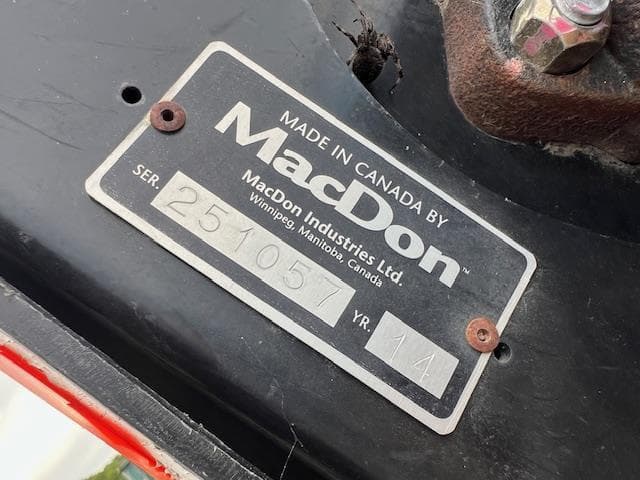 MADE IN CANADA BY
MacDon™
MacDon Industries Ltd.
Winnipeg, Manitoba, Canada
SER. 251057 YR. 14